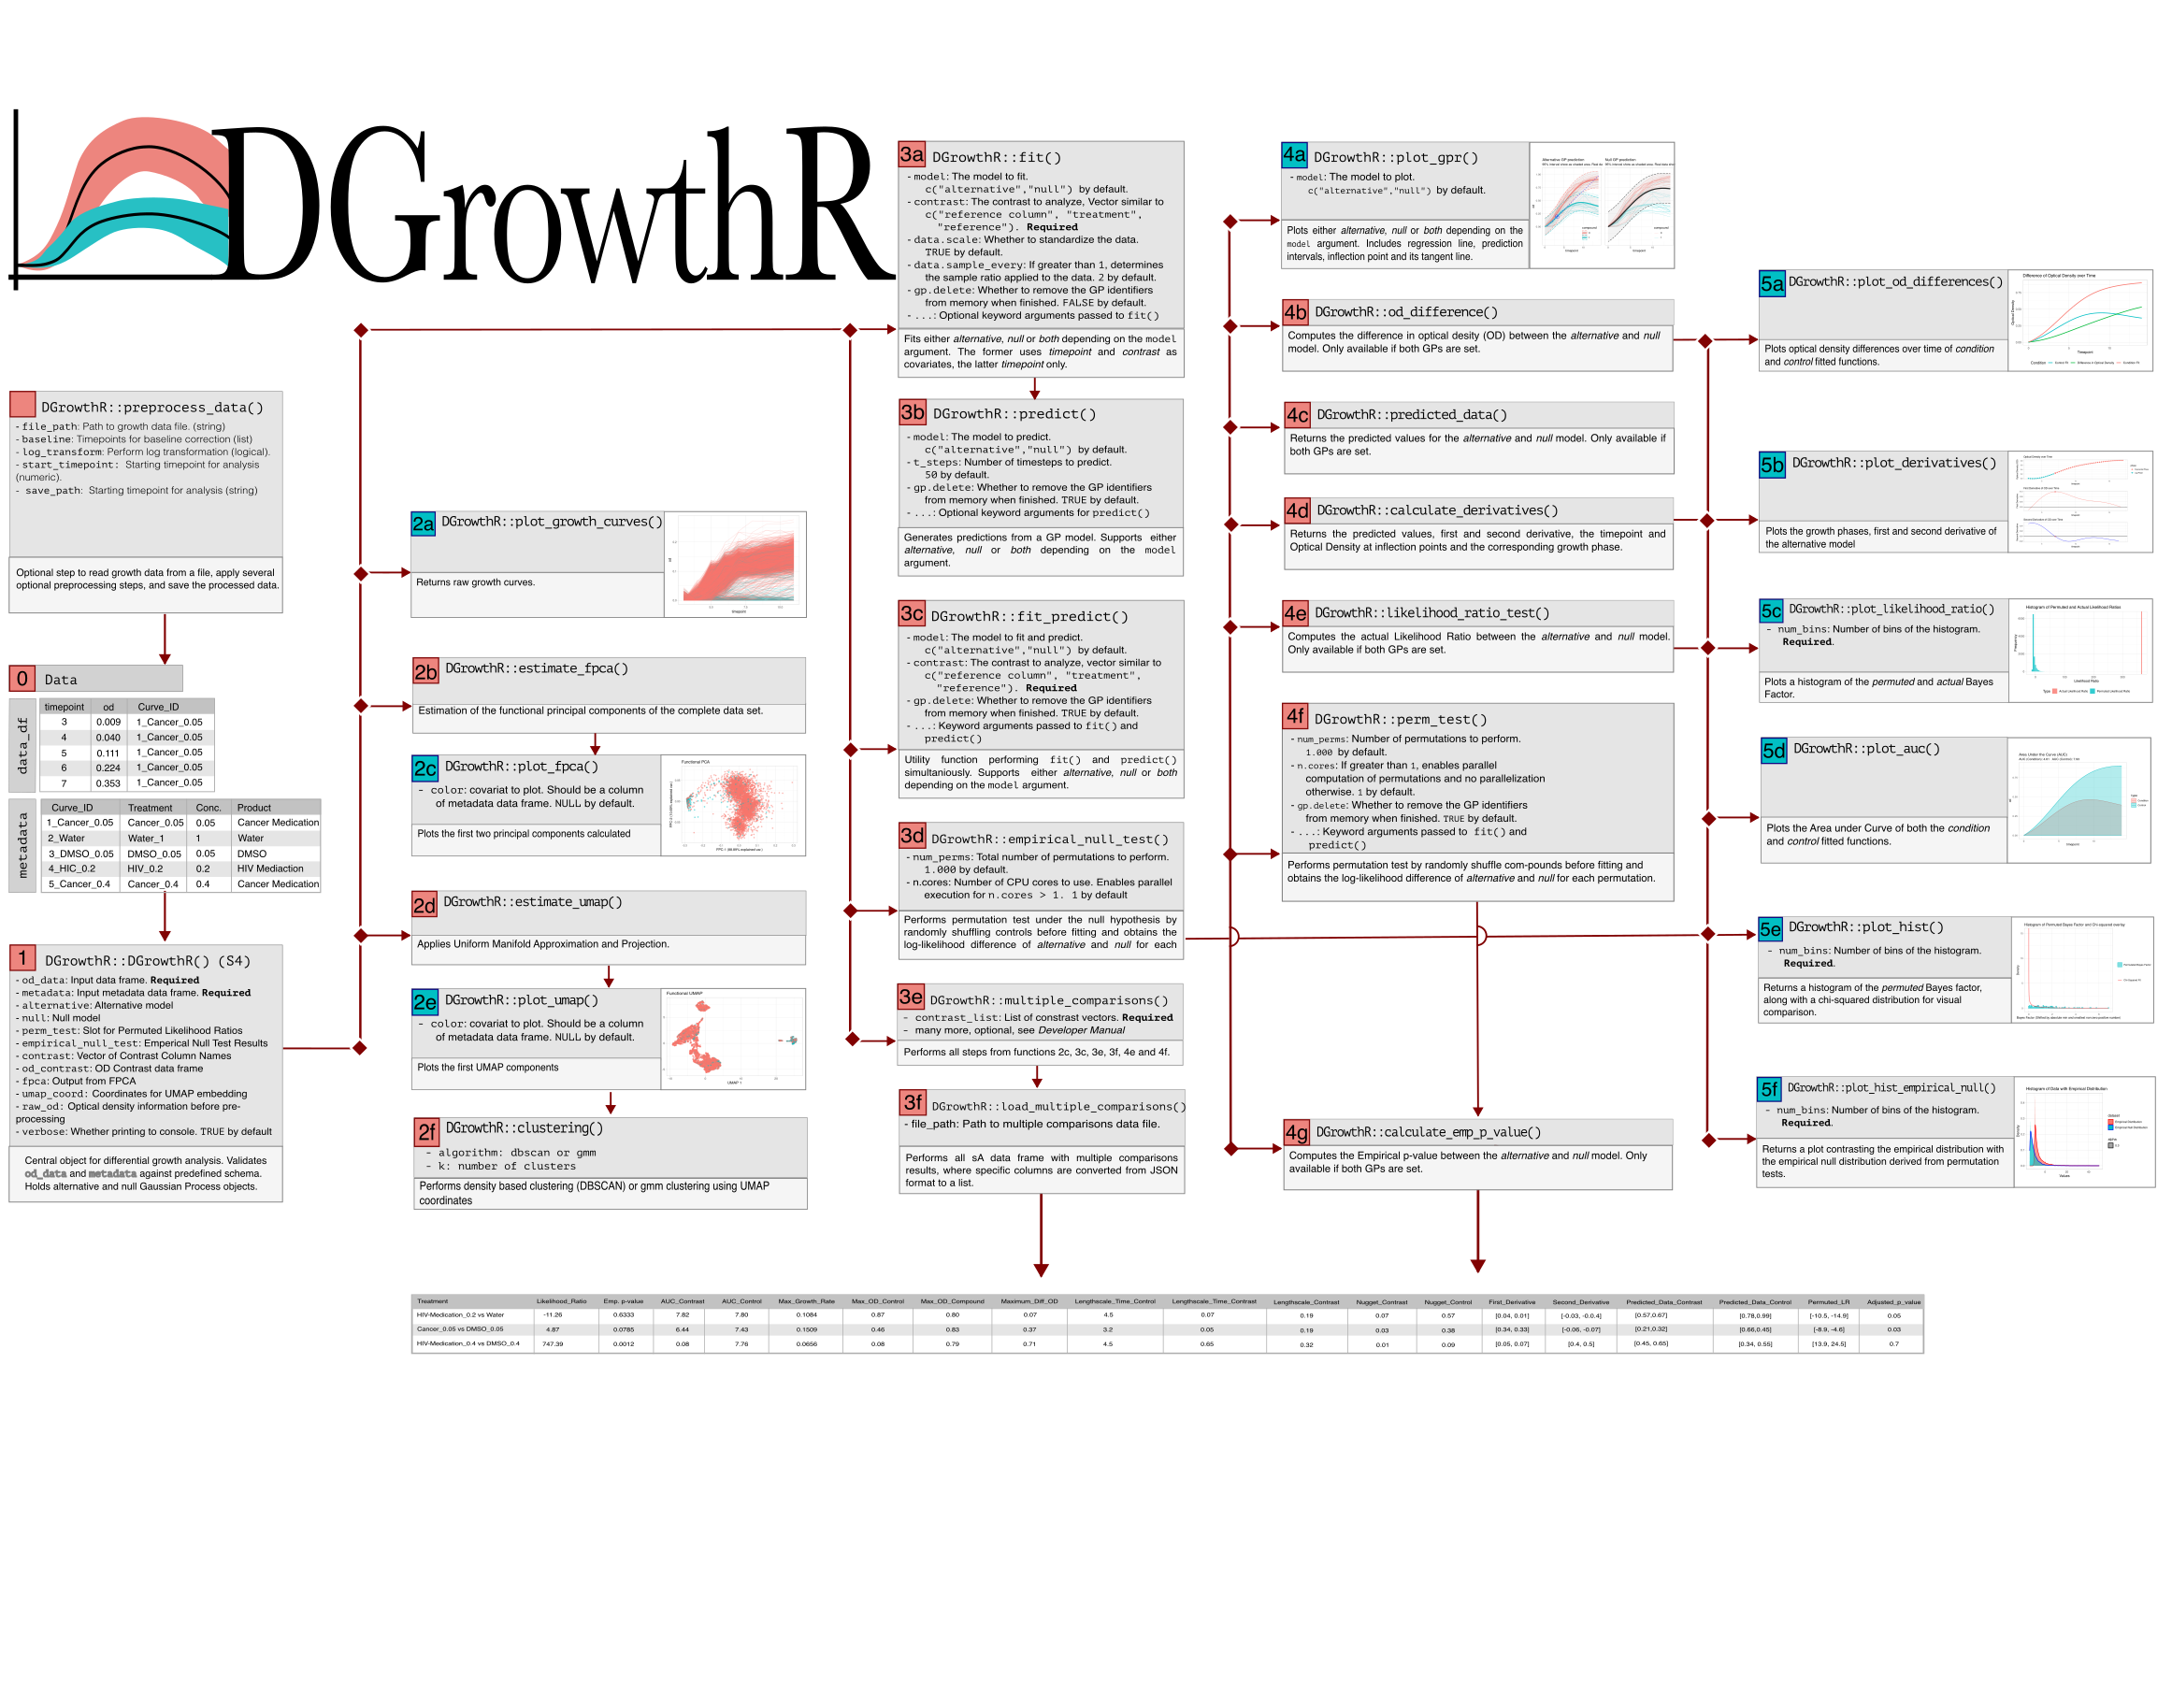 DGrowthR
DGrowthR::preprocess_data()
- file_path: Path to growth data file. (string)
- baseline: Timepoints for baseline correction (list)
- log_transform: Perform log transformation (logical).
- start_timepoint: Starting timepoint for analysis
(numeric).
- save_path: Starting timepoint for analysis (string)
Optional step to read growth data from a file, apply several
optional preprocessing steps, and save the processed data.
0 Data
data_df
timepoint od Curve_ID
3 0.009 1_Cancer_0.05
4 0.040 1_Cancer_0.05
5 0.111 1_Cancer_0.05
6 0.224 1_Cancer_0.05
7 0.353 1_Cancer_0.05
metadata
Curve_ID Treatment Conc. Product
1_Cancer_0.05 Cancer_0.05 0.05 Cancer Medication
2_Water Water_1 1 Water
3_DMSO_0.05 DMSO_0.05 0.05 DMSO
4_HIC_0.2 HIV_0.2 0.2 HIV Mediaction
5_Cancer_0.4 Cancer_0.4 0.4 Cancer Medication
1 DGrowthR::DGrowthR() (S4)
- od_data: Input data frame. Required
- metadata: Input metadata data frame. Required
- alternative: Alternative model
- null: Null model
- perm_test: Slot for Permuted Likelihood Ratios
- empirical_null_test: Emperical Null Test Results
- contrast: Vector of Contrast Column Names
- od_contrast: OD Contrast data frame
- fpca: Output from FPCA
- umap_coord: Coordinates for UMAP embedding
- raw_od: Optical density information before pre-
processing
- verbose: Whether printing to console. TRUE by default
Central object for differential growth analysis. Validates
od_data and metadata against predefined schema.
Holds alternative and null Gaussian Process objects.
2a DGrowthR::plot_growth_curves()
Returns raw growth curves.
timepoint
2b DGrowthR::estimate_fpca()
Estimation of the functional principal components of the complete data set.
2c DGrowthR::plot_fpca()
- color: covariat to plot. Should be a column
of metadata data frame. NULL by default.
Plots the first two principal components calculated
Functional PCA
2d DGrowthR::estimate_umap()
Applies Uniform Manifold Approximation and Projection.
2e DGrowthR::plot_umap()
- color: covariat to plot. Should be a column
of metadata data frame. NULL by default.
Plots the first UMAP components
Functional UMAP
UMAP 1
2f DGrowthR::clustering()
- algorithm: dbscan or gmm
- k: number of clusters
Performs density based clustering (DBSCAN) or gmm clustering using UMAP
coordinates
3a DGrowthR::fit()
- model: The model to fit.
c("alternative","null") by default.
- contrast: The contrast to analyze, Vector similar to
c("reference column", "treatment",
"reference"). Required
- data.scale: Whether to standardize the data.
TRUE by default.
- data.sample_every: If greater than 1, determines
the sample ratio applied to the data. 2 by default.
- gp.delete: Whether to remove the GP identifiers
from memory when finished. FALSE by default.
- ...: Optional keyword arguments passed to fit()
Fits either alternative, null or both depending on the model
argument. The former uses timepoint and contrast as
covariates, the latter timepoint only.
3b DGrowthR::predict()
- model: The model to predict.
c("alternative","null") by default.
- t_steps: Number of timesteps to predict.
50 by default.
- gp.delete: Whether to remove the GP identifiers
from memory when finished. TRUE by default.
- ...: Optional keyword arguments for predict()
Generates predictions from a GP model. Supports either
alternative, null or both depending on the model
argument.
3c DGrowthR::fit_predict()
- model: The model to fit and predict.
c("alternative","null") by default.
- contrast: The contrast to analyze, vector similar to
c("reference column", "treatment",
"reference"). Required
- gp.delete: Whether to remove the GP identifiers
from memory when finished. TRUE by default.
- ...: Keyword arguments passed to fit() and
predict()
Utility function performing fit() and predict()
simultaniously. Supports either alternative, null or both
depending on the model argument.
3d DGrowthR::empirical_null_test()
- num_perms: Total number of permutations to perform.
1.000 by default.
- n.cores: Number of CPU cores to use. Enables parallel
execution for n.cores > 1. 1 by default
Performs permutation test under the null hypothesis by
randomly shuffling controls before fitting and obtains the
log-likelihood difference of alternative and null for each
3e DGrowthR::multiple_comparisons()
- contrast_list: List of constrast vectors. Required
- many more, optional, see Developer Manual
Performs all steps from functions 2c, 3c, 3e, 3f, 4e and 4f.
3f DGrowthR::load_multiple_comparisons()
- file_path: Path to multiple comparisons data file.
Performs all sA data frame with multiple comparisons
results, where specific columns are converted from JSON
format to a list.
4a DGrowthR::plot_gpr()
- model: The model to plot.
c("alternative","null") by default.
Plots either alternative, null or both depending on the
model argument. Includes regression line, prediction
intervals, inflection point and its tangent line.
Alternative GP prediction Null GP prediction
4b DGrowthR::od_difference()
Computes the difference in optical desity (OD) between the alternative and null
model. Only available if both GPs are set.
4c DGrowthR::predicted_data()
Returns the predicted values for the alternative and null model. Only available if
both GPs are set.
4d DGrowthR::calculate_derivatives()
Returns the predicted values, first and second derivative, the timepoint and
Optical Density at inflection points and the corresponding growth phase.
4e DGrowthR::likelihood_ratio_test()
Computes the actual Likelihood Ratio between the alternative and null model.
Only available if both GPs are set.
4f DGrowthR::perm_test()
- num_perms: Number of permutations to perform.
1.000 by default.
- n.cores: If greater than 1, enables parallel
computation of permutations and no parallelization
otherwise. 1 by default.
- gp.delete: Whether to remove the GP identifiers
from memory when finished. TRUE by default.
- ...: Keyword arguments passed to fit() and
predict()
Performs permutation test by randomly shuffle com-pounds before fitting and
obtains the log-likelihood difference of alternative and null for each permutation.
4g DGrowthR::calculate_emp_p_value()
Computes the Empirical p-value between the alternative and null model. Only
available if both GPs are set.
5a DGrowthR::plot_od_differences()
Plots optical density differences over time of condition
and control fitted functions.
Difference of Optical Density over Time
Optical Density
Timepoint
5b DGrowthR::plot_derivatives()
Plots the growth phases, first and second derivative of
the alternative model
5c DGrowthR::plot_likelihood_ratio()
- num_bins: Number of bins of the histogram.
Required.
Plots a histogram of the permuted and actual Bayes
Factor.
Histogram of Permuted and Actual Likelihood Ratios
Likelihood Ratio
5d DGrowthR::plot_auc()
Plots the Area under Curve of both the condition
and control fitted functions.
Area Under the Curve (AUC)
5e DGrowthR::plot_hist()
- num_bins: Number of bins of the histogram.
Required.
Returns a histogram of the permuted Bayes factor,
along with a chi-squared distribution for visual
comparison.
Histogram of Permuted Bayes Factor and Chi-squared overlay
5f DGrowthR::plot_hist_empirical_null()
- num_bins: Number of bins of the histogram.
Required.
Returns a plot contrasting the empirical distribution with
the empirical null distribution derived from permutation
tests.
Histogram of Data with Empirical Distribution
Values
Treatment Likelihood_Ratio Emp. p-value AUC_Contrast AUC_Control Max_Growth_Rate Max_OD_Control Max_OD_Compound Maximum_Diff_OD Lengthscale_Time_Control Lengthscale_Time_Contrast Lengthscale_Contrast Nugget_Contrast Nugget_Control First_Derivative Second_Derivative Predicted_Data_Contrast Predicted_Data_Control Permuted_LR Adjusted_p_value
HIV-Medication_0.2 vs Water -11.26 0.6333 7.82 7.80 0.1084 0.87 0.80 0.07 4.5 0.07 0.19 0.07 0.57 [0.04, 0.01] [-0.03, -0.0.4] [0.57,0.67] [0.78,0.99] [-10.5, -14.9] 0.05
Cancer_0.05 vs DMSO_0.05 4.87 0.0785 6.44 7.43 0.1509 0.46 0.83 0.37 3.2 0.05 0.19 0.03 0.38 [0.34, 0.33] [-0.06, -0.07] [0.21,0.32] [0.66,0.45] [-8.9, -4.6] 0.03
HIV-Medication_0.4 vs DMSO_0.4 747.39 0.0012 0.08 7.76 0.0656 0.08 0.79 0.71 4.5 0.65 0.32 0.01 0.09 [0.05, 0.07] [0.4, 0.5] [0.45, 0.65] [0.34, 0.55] [13.9, 24.5] 0.7